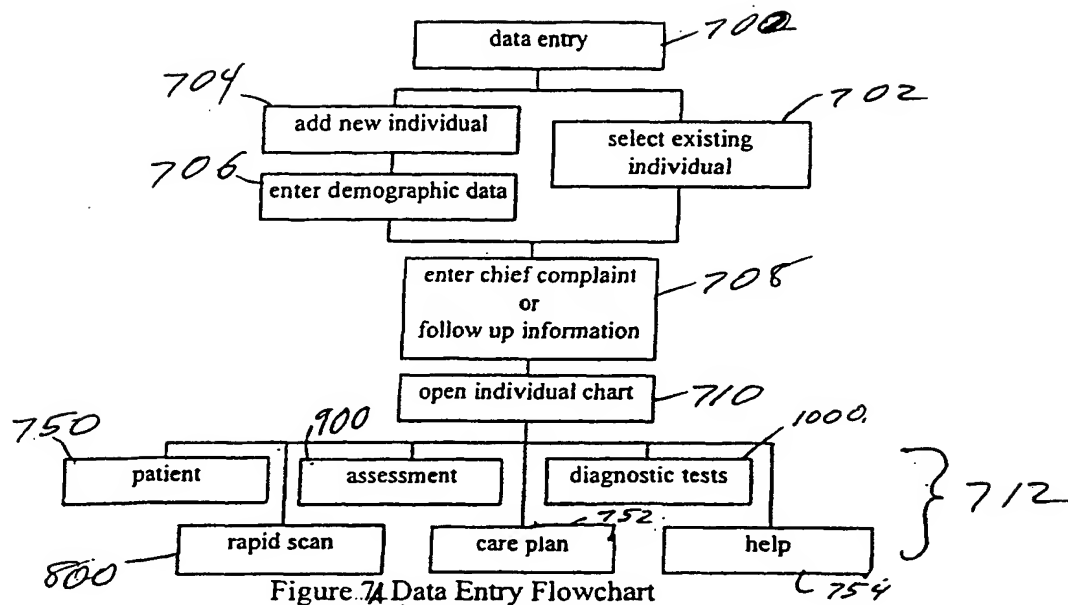 data entry
704
702
add new individual
select existing
individual
706
enter demographic data
enter chief complaint
or
follow up information
708
open individual chart
710
750
900
1000
patient
assessment
diagnostic tests
712
752
rapid scan
care plan
help
800
754
Figure 7A Data Entry Flowchart